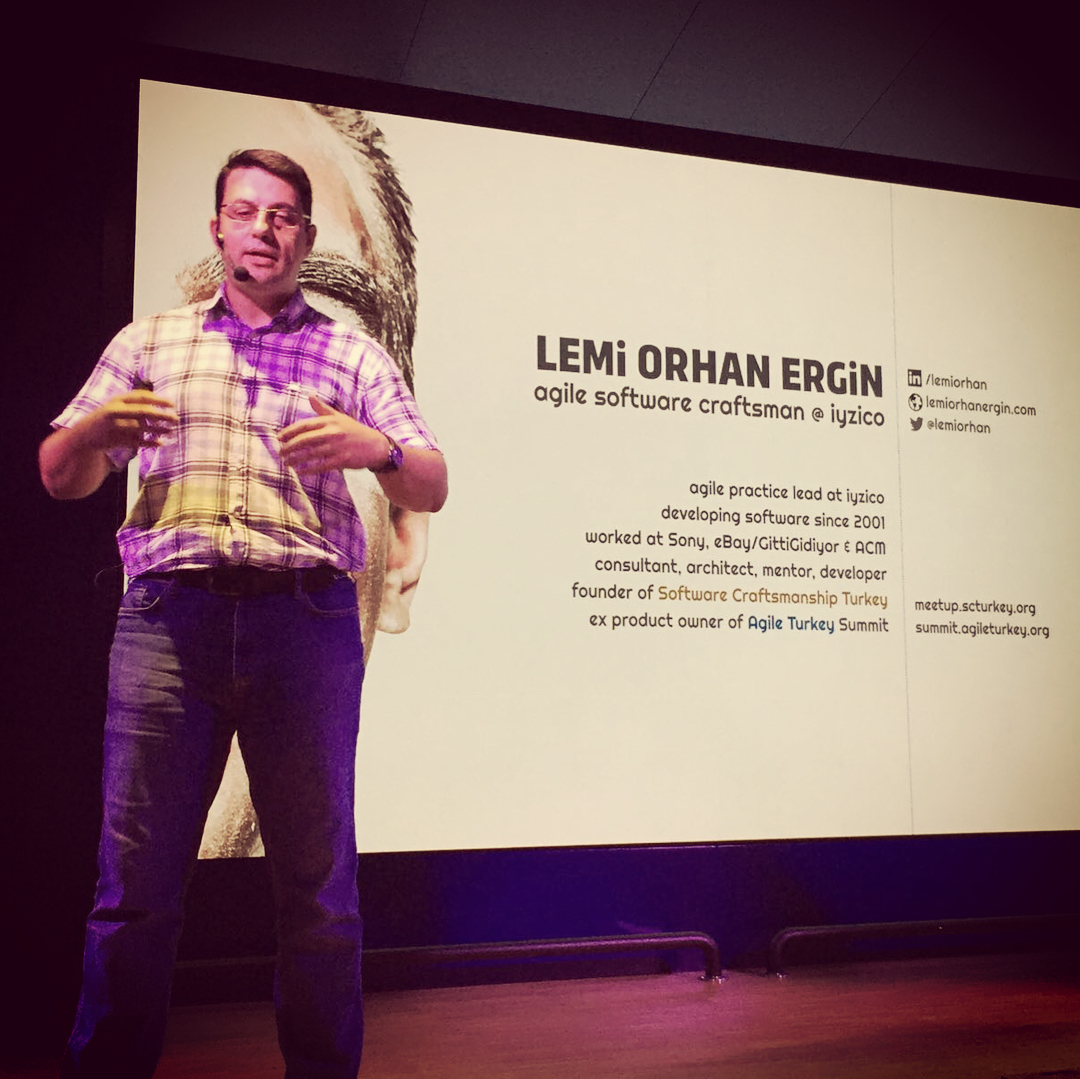 LEMi ORHAN ERGiN
agile software craftsman @ iyzico
in /lemiorhan
lemiorhanergin.com
@lemiorhan
agile practice lead at iyzico
developing software since 2001
worked at Sony, eBay/GittiGidiyor & ACM
consultant, architect, mentor, developer
founder of Software Craftsmanship Turkey
ex product owner of Agile Turkey Summit
meetup.scturkey.org
summit.agileturkey.org